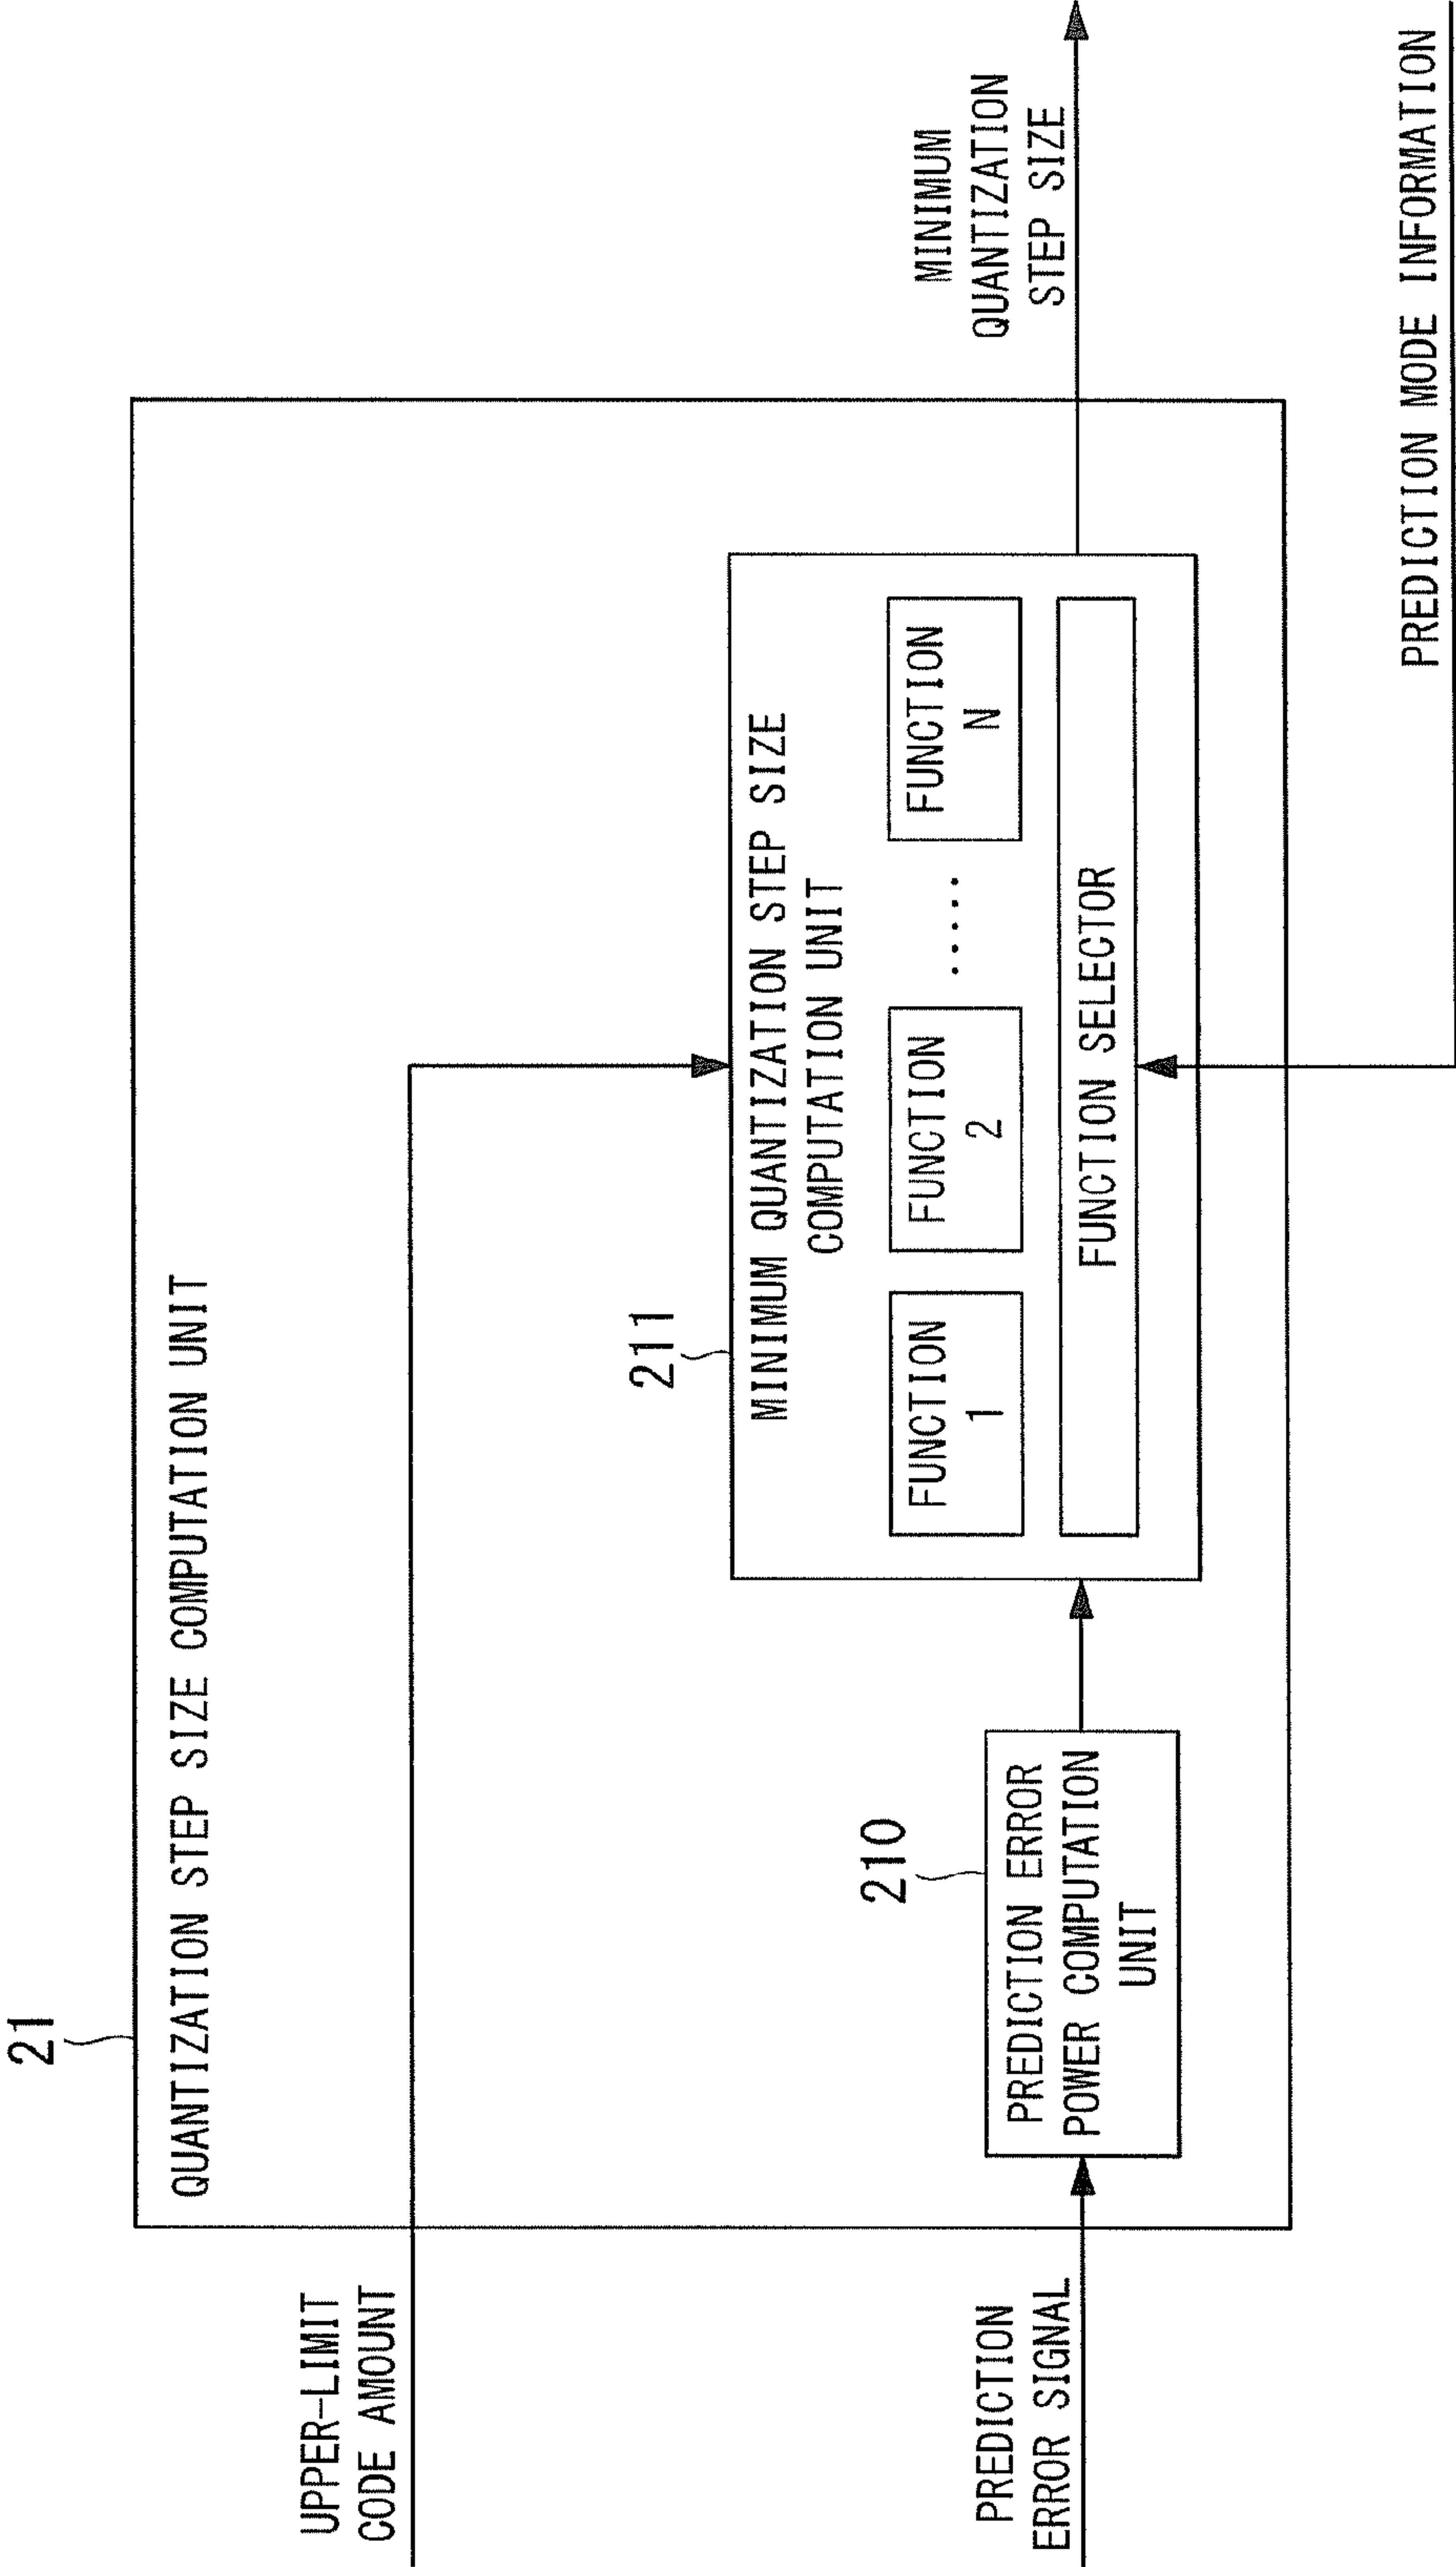 21
QUANTIZATION STEP SIZE COMPUTATION UNIT
UPPER-LIMIT
CODE AMOUNT
211
MINIMUM QUANTIZATION STEP SIZE
COMPUTATION UNIT
FUNCTION
1
FUNCTION
2
.....
FUNCTION
N
FUNCTION SELECTOR
210
PREDICTION ERROR
POWER COMPUTATION
UNIT
PREDICTION
ERROR SIGNAL
MINIMUM
QUANTIZATION
STEP SIZE
PREDICTION MODE INFORMATION